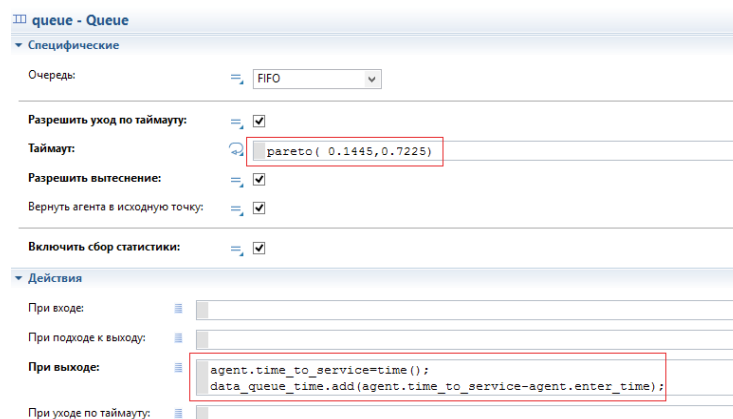 queue - Queue
Специфические
Очередь: FIFO
Разрешить уход по таймауту:
Таймаут: pareto( 0.1445,0.7225)
Разрешить вытеснение:
Вернуть агента в исходную точку:
Включить сбор статистики:
Действия
При входе:
При подходе к выходу:
При выходе: agent.time_to_service=time();
data_queue_time.add(agent.time_to_service-agent.enter_time);
При уходе по таймауту: